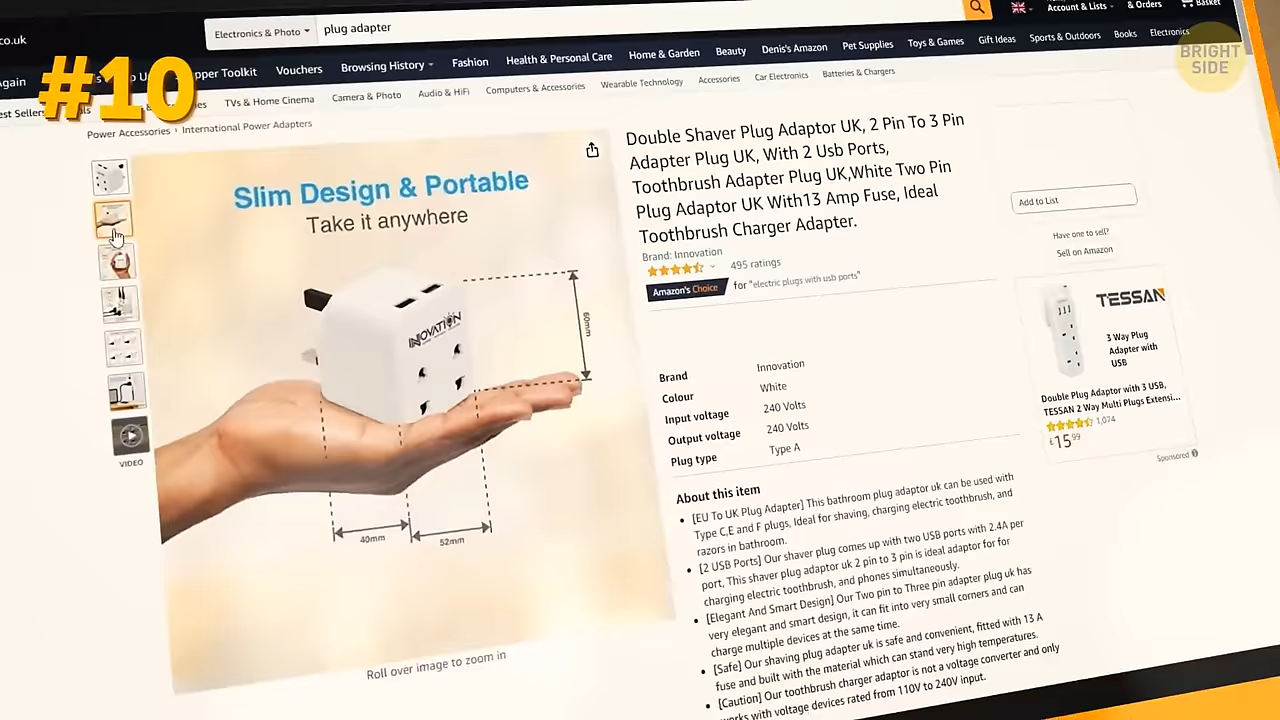 .co.uk
Electronics & Photo
plug adapter
Account & Lists
& Orders
Basket
#10
BRIGHT
SIDE
Again
pper Toolkit
Vouchers
Browsing History
Fashion
Health & Personal Care
Home & Garden
Beauty
Denis's Amazon
Pet Supplies
Toys & Games
Gift Ideas
Sports & Outdoors
Books
Electronics
est Sellers
TVs & Home Cinema
Camera & Photo
Audio & HiFi
Computers & Accessories
Wearable Technology
Accessories
Car Electronics
Batteries & Chargers
Power Accessories › International Power Adapters
Slim Design & Portable
Take it anywhere
INOVATION
60mm
40mm
52mm
VIDEO
Roll over image to zoom in
Double Shaver Plug Adaptor UK, 2 Pin To 3 Pin
Adapter Plug UK, With 2 Usb Ports,
Toothbrush Adapter Plug UK,White Two Pin
Plug Adaptor UK With13 Amp Fuse, Ideal
Toothbrush Charger Adapter.
Brand: Innovation
495 ratings
Amazon's Choice for "electric plugs with usb ports"
Brand Innovation
Colour White
Input voltage 240 Volts
Output voltage 240 Volts
Plug type Type A
About this item
• [EU To UK Plug Adapter] This bathroom plug adaptor uk can be used with
Type C,E and F plugs, Ideal for shaving, charging electric toothbrush, and
razors in bathroom.
• [2 USB Ports] Our shaver plug comes up with two USB ports with 2.4A per
port, This shaver plug adaptor uk 2 pin to 3 pin is ideal adaptor for for
charging electric toothbrush, and phones simultaneously.
• [Elegant And Smart Design] Our Two pin to Three pin adapter plug uk has
very elegant and smart design, it can fit into very small corners and can
charge multiple devices at the same time.
• [Safe] Our shaving plug adaptor uk is safe and convenient, fitted with 13 A
fuse and built with the material which can stand very high temperatures.
• [Caution] Our toothbrush charger adaptor is not a voltage converter and only
works with voltage devices rated from 110V to 240V input.
Add to List
Have one to sell?
Sell on Amazon
TESSAN
3 Way Plug
Adapter with
USB
Double Plug Adaptor with 3 USB,
TESSAN 2 Way Multi Plugs Extensi...
1,074
£15.99
Sponsored